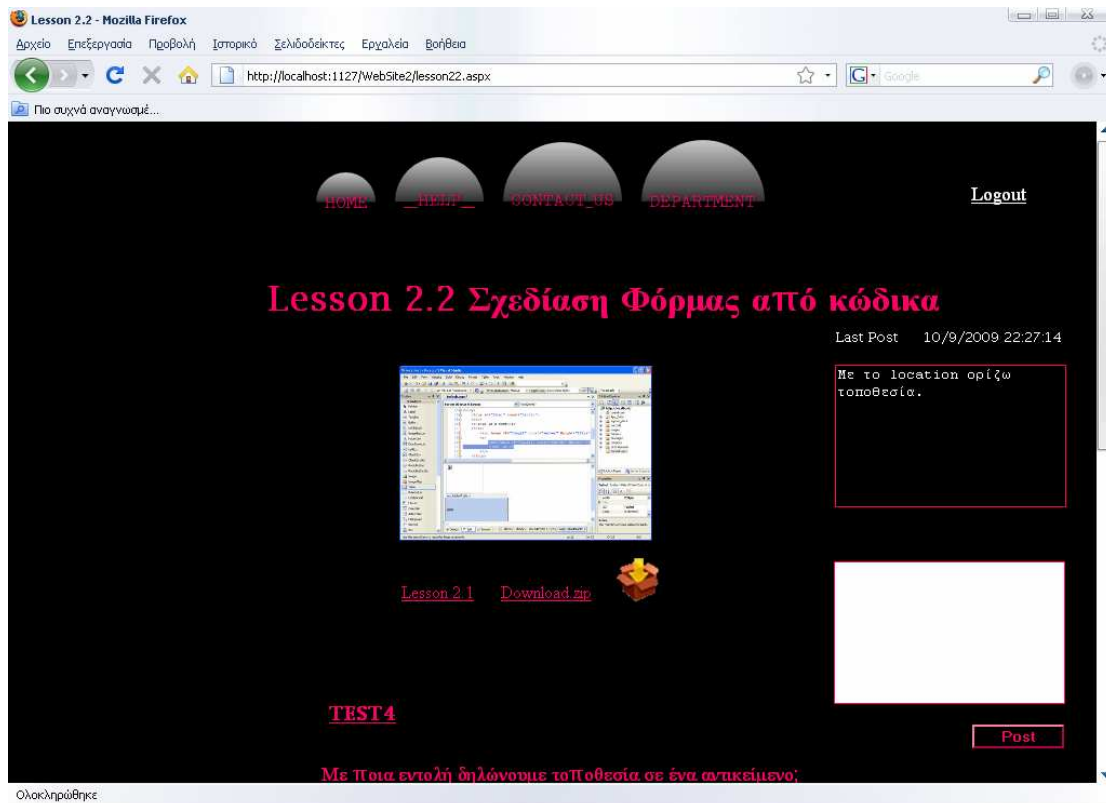 Lesson 2.2 - Mozilla Firefox
Αρχείο Επεξεργασία Προβολή Ιστορικό Σελιδοδείκτες Εργαλεία Βοήθεια
http://localhost:1127/WebSite2/lesson22.aspx
Google
Πιο συχνά αναγνωσμέ...
HOME _HELP_ CONTACT_US DEPARTMENT
Logout
Lesson 2.2 Σχεδίαση Φόρμας από κώδικα
Last Post 10/9/2009 22:27:14
Με το location ορίζω
τοποθεσία.
Lesson 2.1 Download.zip
TEST4
Post
Με ποια εντολή δηλώνουμε τοποθεσία σε ένα αντικείμενο;
Ολοκληρώθηκε